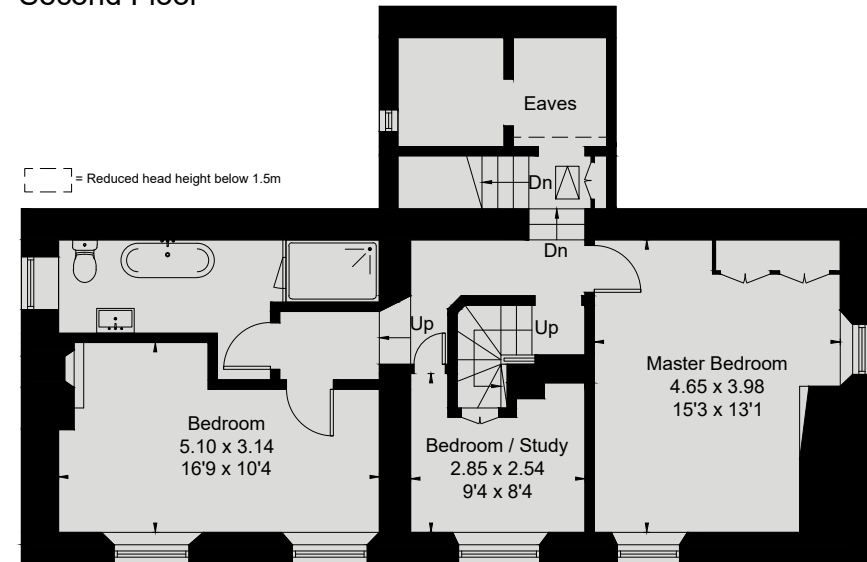 Second Floor
Eaves
= Reduced head height below 1.5m
Dn
Dn
Up
Up
Master Bedroom
4.65 x 3.98
15'3 x 13'1
Bedroom
5.10 x 3.14
16'9 x 10'4
Bedroom / Study
2.85 x 2.54
9'4 x 8'4